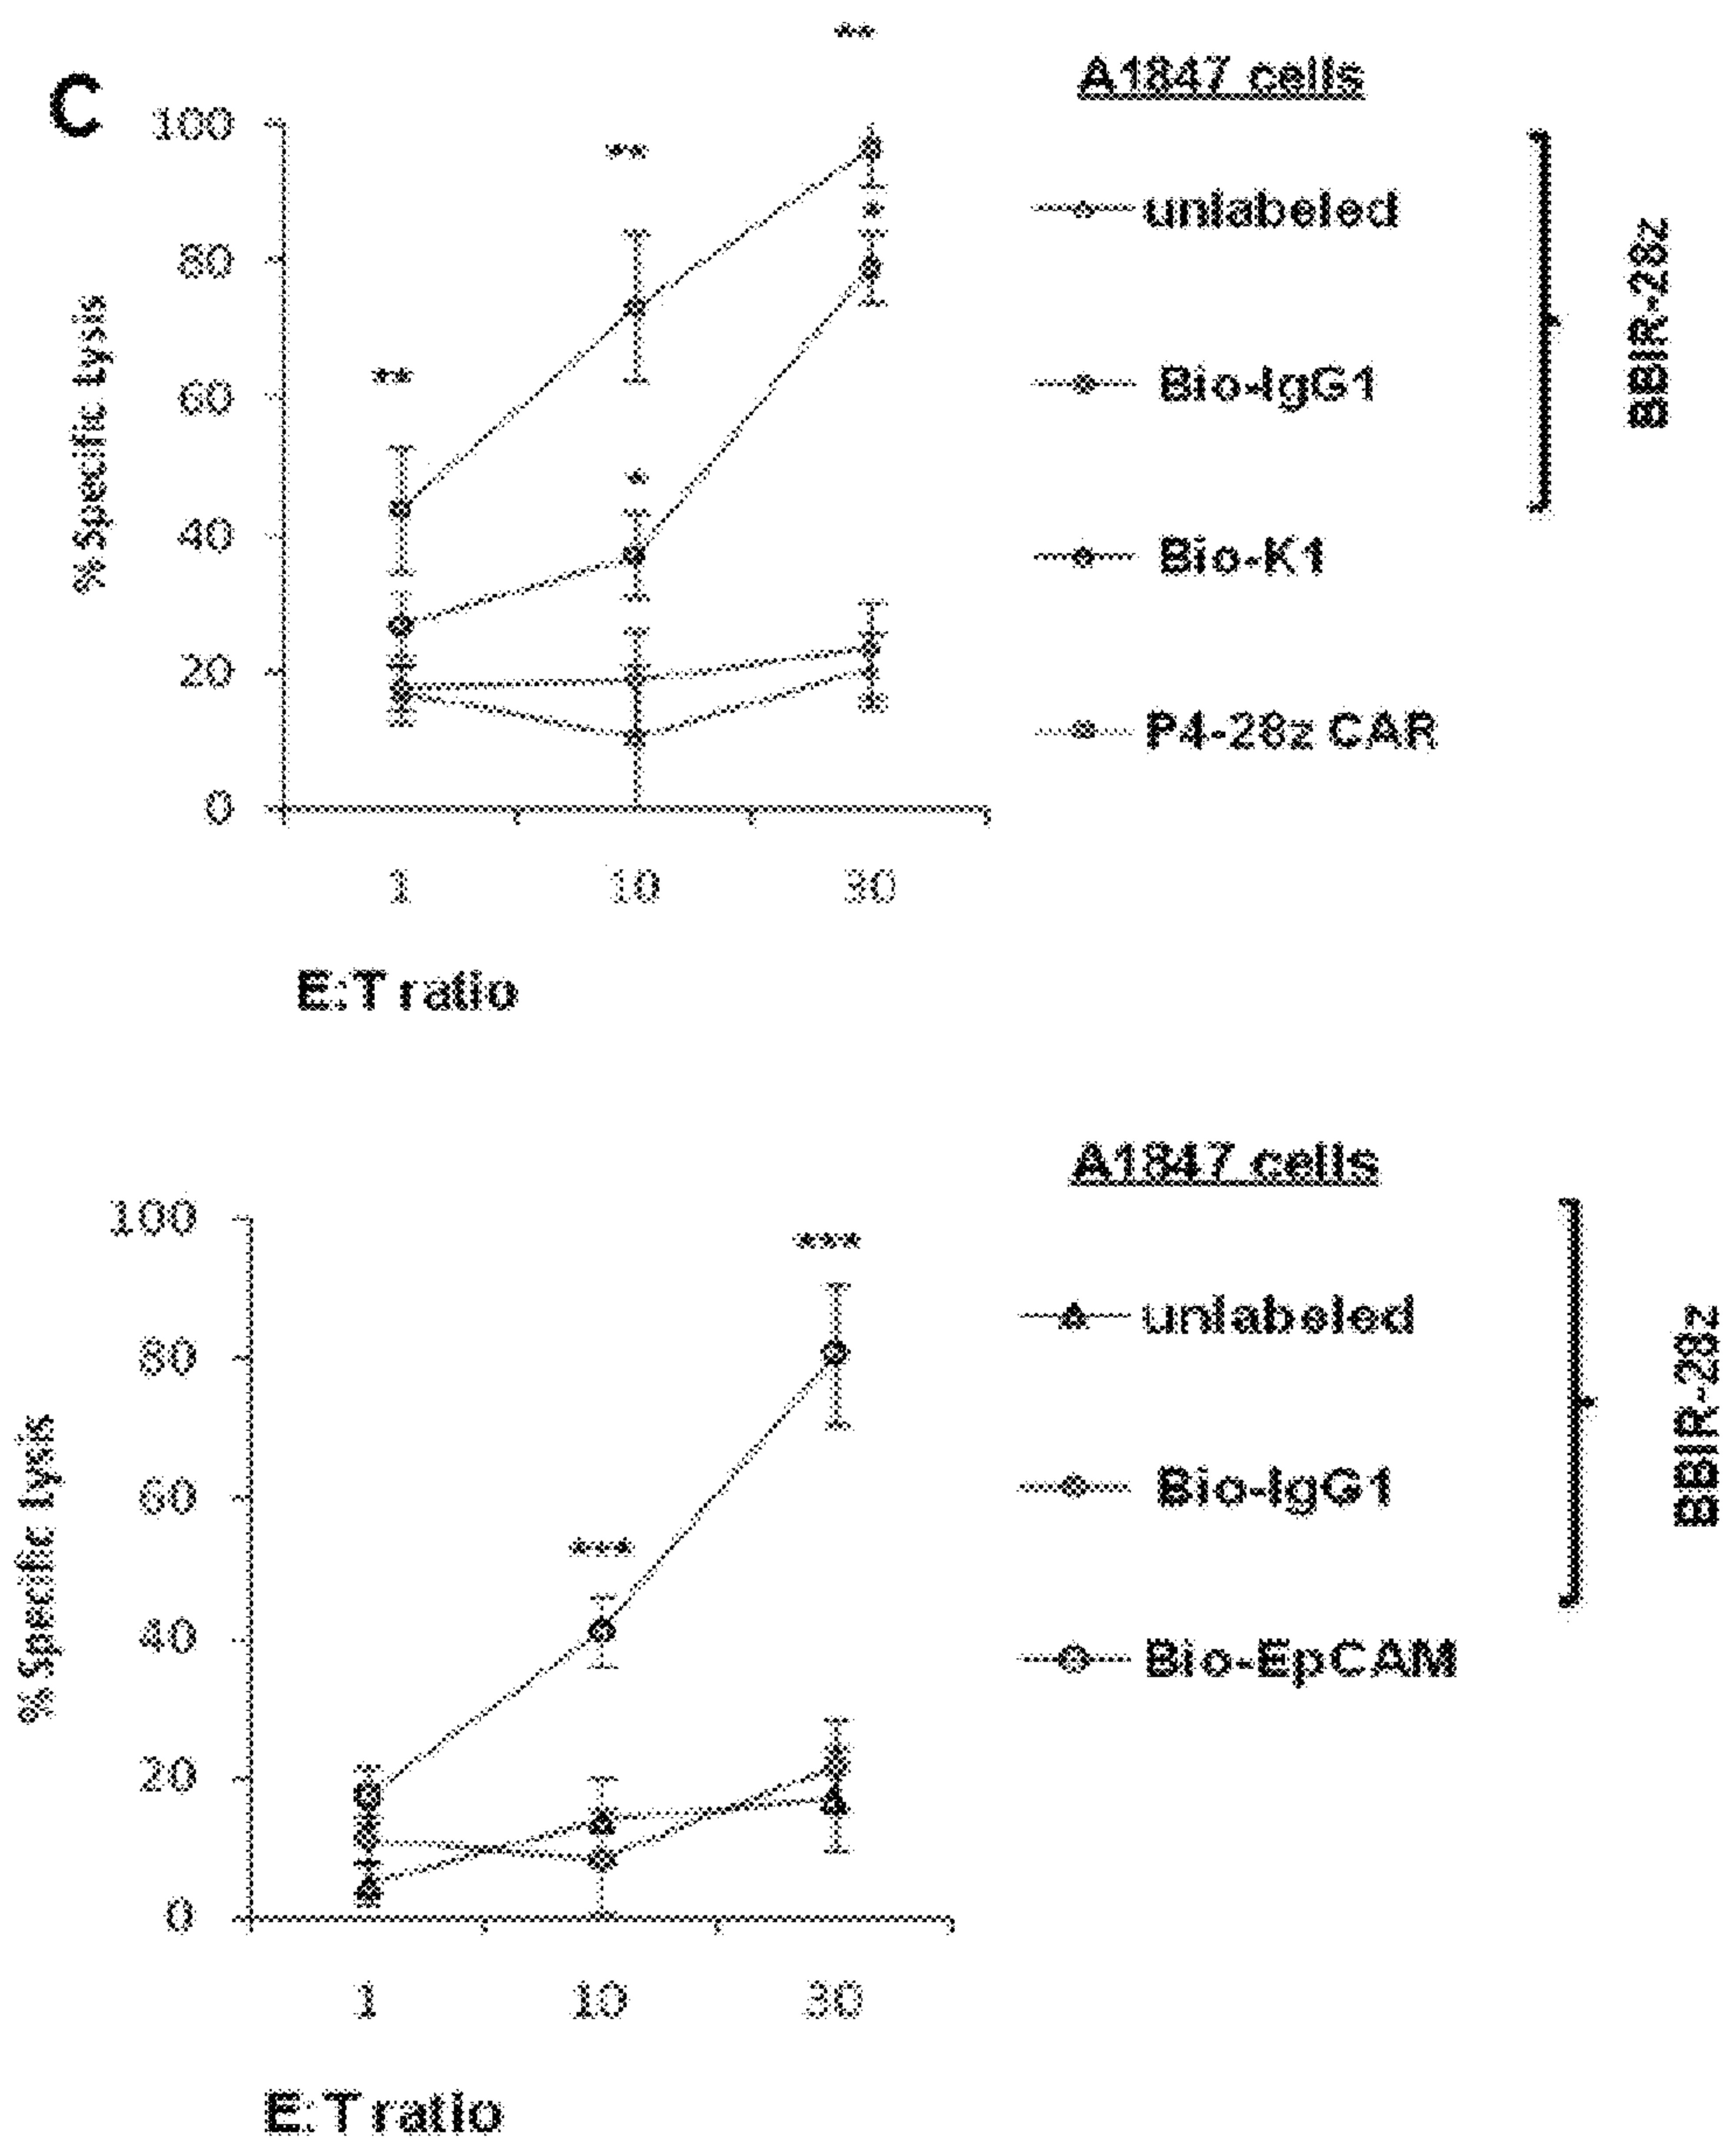 C
**
A1847 cells
100
**
unlabeled
*
80
BBIR-28z
% Specific Lysis
**
60
Bio-IgG1
*
40
Bio-K1
20
P4-28z CAR
0
1
10
30
E:T ratio
A1847 cells
100
***
unlabeled
80
BBIR-28z
% Specific Lysis
60
Bio-IgG1
***
40
Bio-EpCAM
20
0
1
10
30
E:T ratio